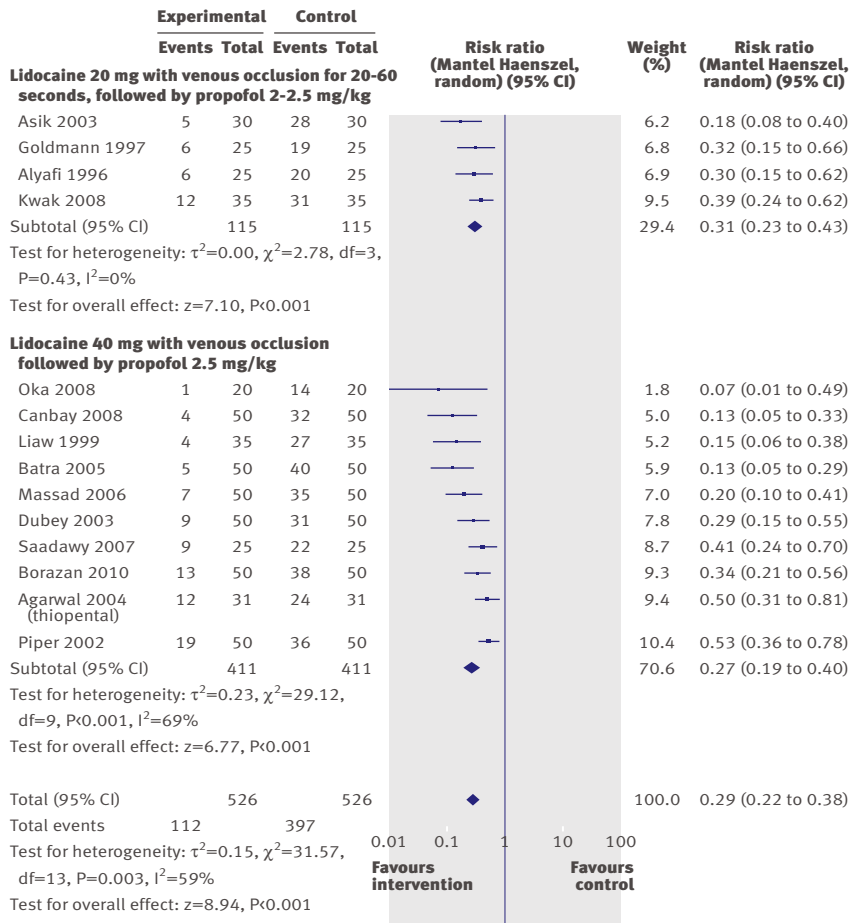 Experimental Control
Events Total Events Total Risk ratio (Mantel Haenszel, random) (95% CI) Weight (%) Risk ratio (Mantel Haenszel, random) (95% CI)
Lidocaine 20 mg with venous occlusion for 20-60
seconds, followed by propofol 2-2.5 mg/kg
Asik 2003 5 30 28 30 6.2 0.18 (0.08 to 0.40)
Goldmann 1997 6 25 19 25 6.8 0.32 (0.15 to 0.66)
Alyafi 1996 6 25 20 25 6.9 0.30 (0.15 to 0.62)
Kwak 2008 12 35 31 35 9.5 0.39 (0.24 to 0.62)
Subtotal (95% CI) 115 115 29.4 0.31 (0.23 to 0.43)
Test for heterogeneity: τ²=0.00, χ²=2.78, df=3,
P=0.43, I²=0%
Test for overall effect: z=7.10, P<0.001
Lidocaine 40 mg with venous occlusion
followed by propofol 2.5 mg/kg
Oka 2008 1 20 14 20 1.8 0.07 (0.01 to 0.49)
Canbay 2008 4 50 32 50 5.0 0.13 (0.05 to 0.33)
Liaw 1999 4 35 27 35 5.2 0.15 (0.06 to 0.38)
Batra 2005 5 50 40 50 5.9 0.13 (0.05 to 0.29)
Massad 2006 7 50 35 50 7.0 0.20 (0.10 to 0.41)
Dubey 2003 9 50 31 50 7.8 0.29 (0.15 to 0.55)
Saadawy 2007 9 25 22 25 8.7 0.41 (0.24 to 0.70)
Borazan 2010 13 50 38 50 9.3 0.34 (0.21 to 0.56)
Agarwal 2004 12 31 24 31 9.4 0.50 (0.31 to 0.81)
(thiopental)
Piper 2002 19 50 36 50 10.4 0.53 (0.36 to 0.78)
Subtotal (95% CI) 411 411 70.6 0.27 (0.19 to 0.40)
Test for heterogeneity: τ²=0.23, χ²=29.12,
df=9, P<0.001, I²=69%
Test for overall effect: z=6.77, P<0.001
Total (95% CI) 526 526 100.0 0.29 (0.22 to 0.38)
Total events 112 397
Test for heterogeneity: τ²=0.15, χ²=31.57,
df=13, P=0.003, I²=59%
Test for overall effect: z=8.94, P<0.001
0.01 0.1 1 10 100
Favours intervention Favours control